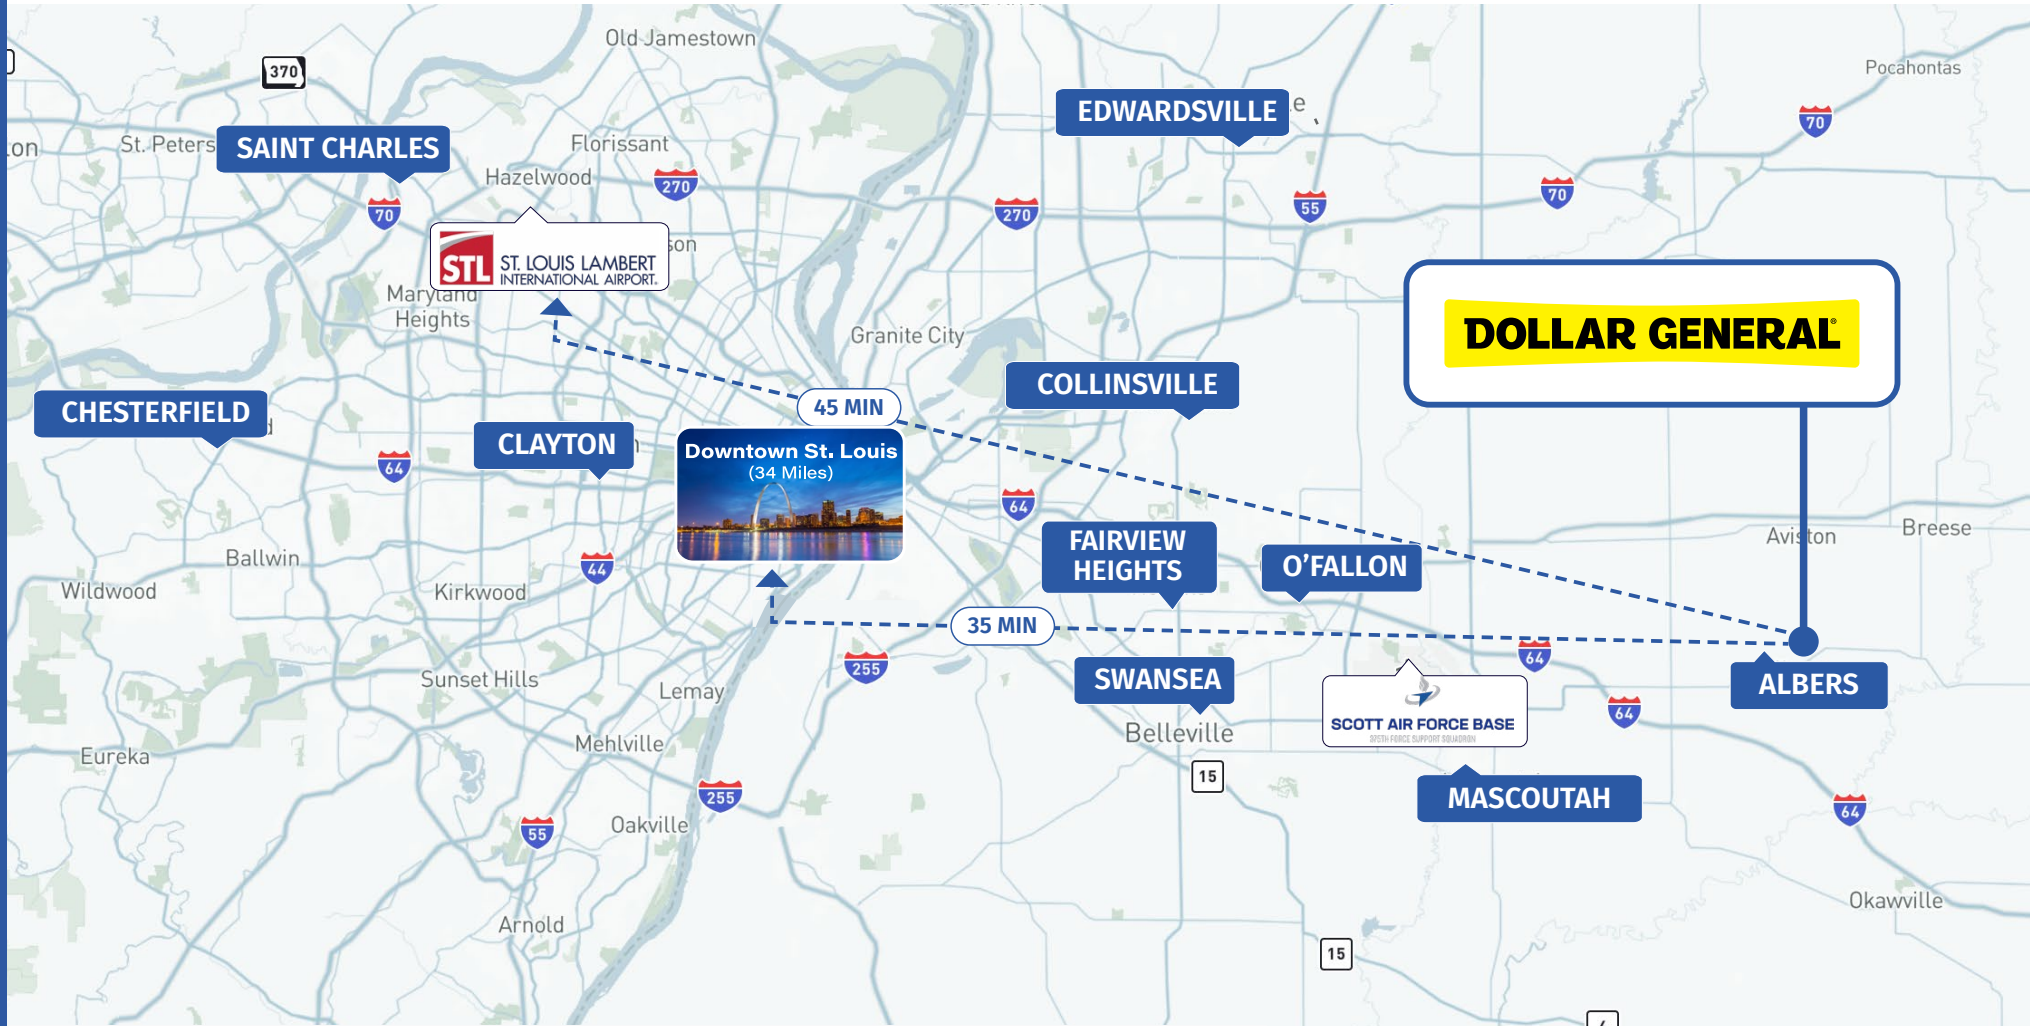 Old Jamestown
370
Pocahontas
EDWARDSVILLE
e
70
St. Peters
SAINT CHARLES
Florissant
on
Hazelwood
270
70
55
270
70
STL
ST. LOUIS LAMBERT
INTERNATIONAL AIRPORT.
son
Maryland
Heights
Granite City
DOLLAR GENERAL®
COLLINSVILLE
CHESTERFIELD
d
45 MIN
CLAYTON
n
Downtown St. Louis
(34 Miles)
64
64
Aviston
Breese
FAIRVIEW
HEIGHTS
O'FALLON
Ballwin
44
Wildwood
Kirkwood
35 MIN
64
255
Sunset Hills
Lemay
SWANSEA
ALBERS
SCOTT AIR FORCE BASE
375TH FORCE SUPPORT SQUADRON
64
Belleville
Mehlville
Eureka
15
255
MASCOUTAH
64
55
Oakville
Okawville
Arnold
15